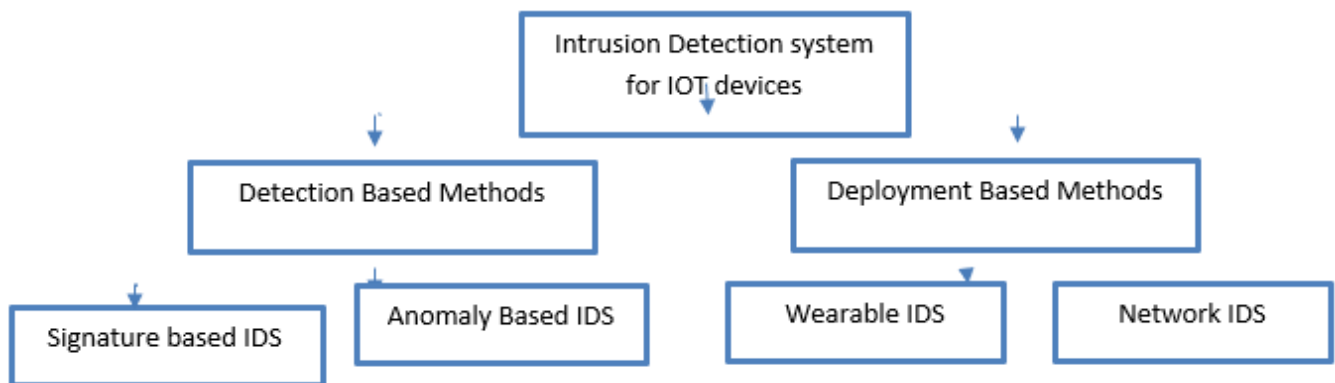 Intrusion Detection system
for IOT devices
Detection Based Methods
Deployment Based Methods
Signature based IDS
Anomaly Based IDS
Wearable IDS
Network IDS